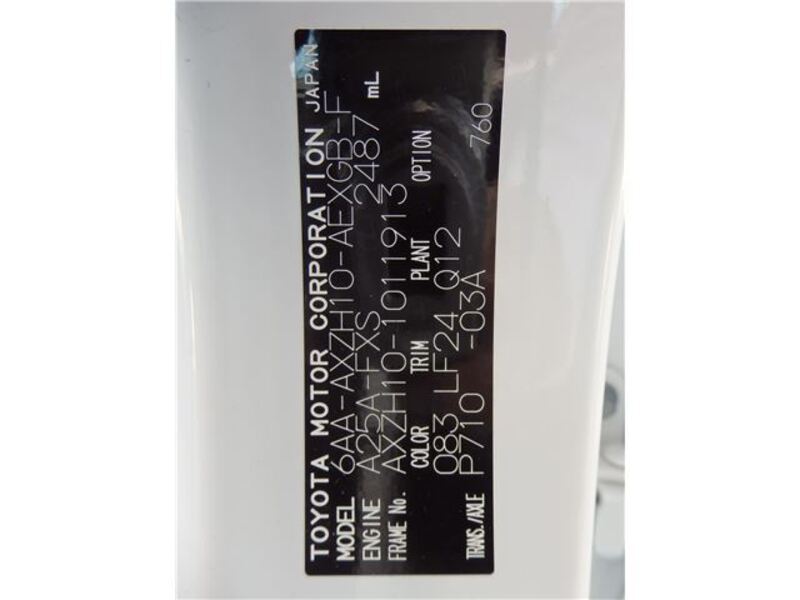 TOYOTA MOTOR CORPORATION JAPAN
MODEL 6AA-AXZH10-AEXGB-F
ENGINE A25A-FXS 2487 mL
FRAME No. AXZH10-1011913
COLOR TRIM PLANT OPTION
083 LF24 Q12
TRANS./AXLE P710 -03A 760